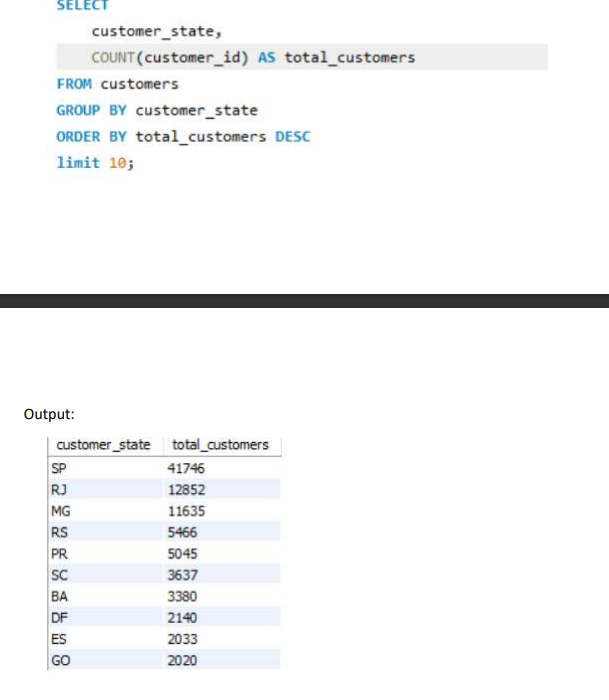 SELECT
customer_state,
COUNT(customer_id) AS total_customers
FROM customers
GROUP BY customer_state
ORDER BY total_customers DESC
limit 10;
Output:
customer_state total_customers
SP 41746
RJ 12852
MG 11635
RS 5466
PR 5045
SC 3637
BA 3380
DF 2140
ES 2033
GO 2020